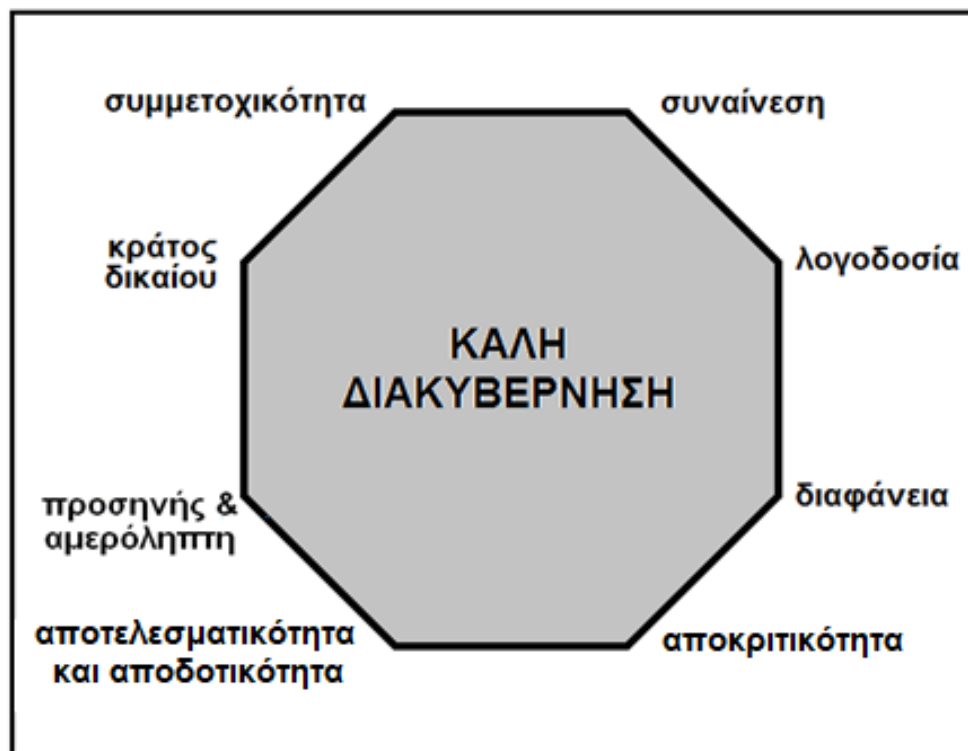 συμμετοχικότητα
συναίνεση
κράτος
δικαίου
λογοδοσία
ΚΑΛΗ
ΔΙΑΚΥΒΕΡΝΗΣΗ
προσηνής &
αμερόληπτη
διαφάνεια
αποτελεσματικότητα
και αποδοτικότητα
αποκριτικότητα